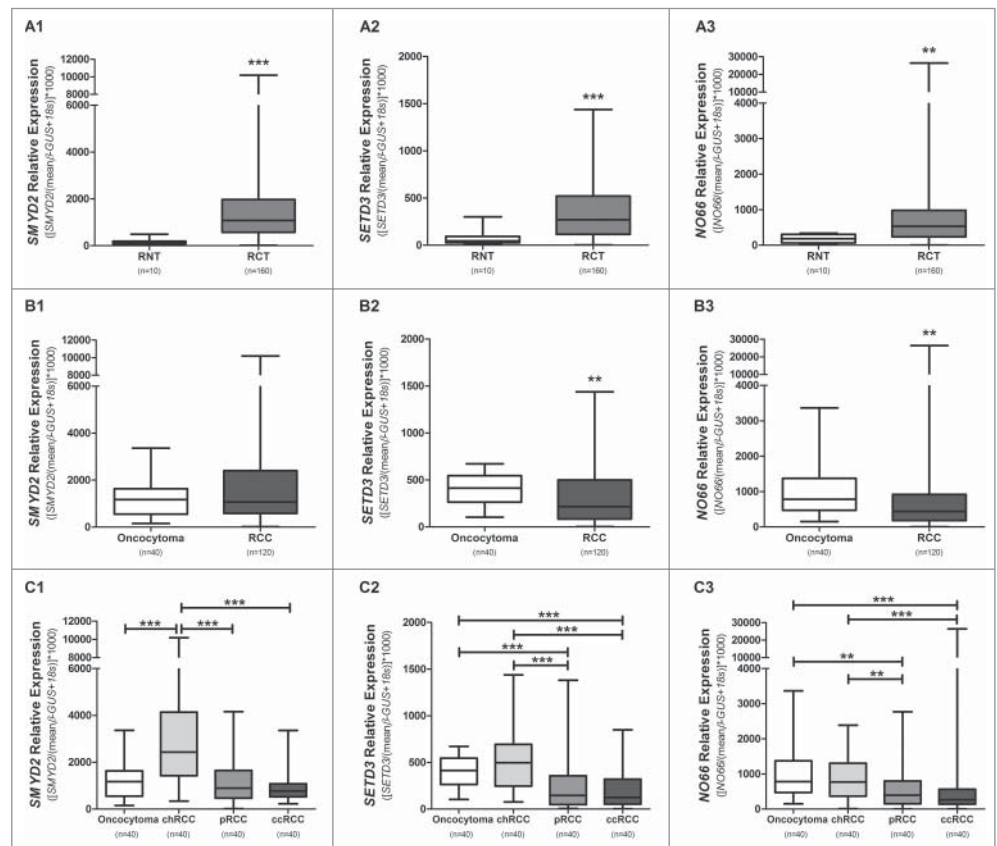 A1
SMYD2 Relative Expression
([SMYD2/(meanβ-GUS+18s)]*1000)
12000
10000
8000
6000
4000
2000
0
***
RNT
RCT
(n=10)
(n=160)
A2
SETD3 Relative Expression
([SETD3/(meanβ-GUS+18s)]*1000)
2000
1500
1000
500
0
***
RNT
RCT
(n=10)
(n=160)
A3
NO66 Relative Expression
([NO66/(meanβ-GUS+18s)]*1000)
30000
20000
10000
4000
3000
2000
1000
0
**
RNT
RCT
(n=10)
(n=160)
B1
SMYD2 Relative Expression
([SMYD2/(meanβ-GUS+18s)]*1000)
12000
10000
8000
6000
4000
2000
0
Oncocytoma
RCC
(n=40)
(n=120)
B2
SETD3 Relative Expression
([SETD3/(meanβ-GUS+18s)]*1000)
2000
1500
1000
500
0
**
Oncocytoma
RCC
(n=40)
(n=120)
B3
NO66 Relative Expression
([NO66/(meanβ-GUS+18s)]*1000)
30000
20000
10000
4000
3000
2000
1000
0
**
Oncocytoma
RCC
(n=40)
(n=120)
C1
SMYD2 Relative Expression
([SMYD2/(meanβ-GUS+18s)]*1000)
12000
10000
8000
6000
4000
2000
0
***
*** ***
Oncocytoma chRCC pRCC ccRCC
(n=40) (n=40) (n=40) (n=40)
C2
SETD3 Relative Expression
([SETD3/(meanβ-GUS+18s)]*1000)
2000
1500
1000
500
0
***
***
***
***
Oncocytoma chRCC pRCC ccRCC
(n=40) (n=40) (n=40) (n=40)
C3
NO66 Relative Expression
([NO66/(meanβ-GUS+18s)]*1000)
30000
20000
10000
4000
3000
2000
1000
0
***
***
**
**
Oncocytoma chRCC pRCC ccRCC
(n=40) (n=40) (n=40) (n=40)